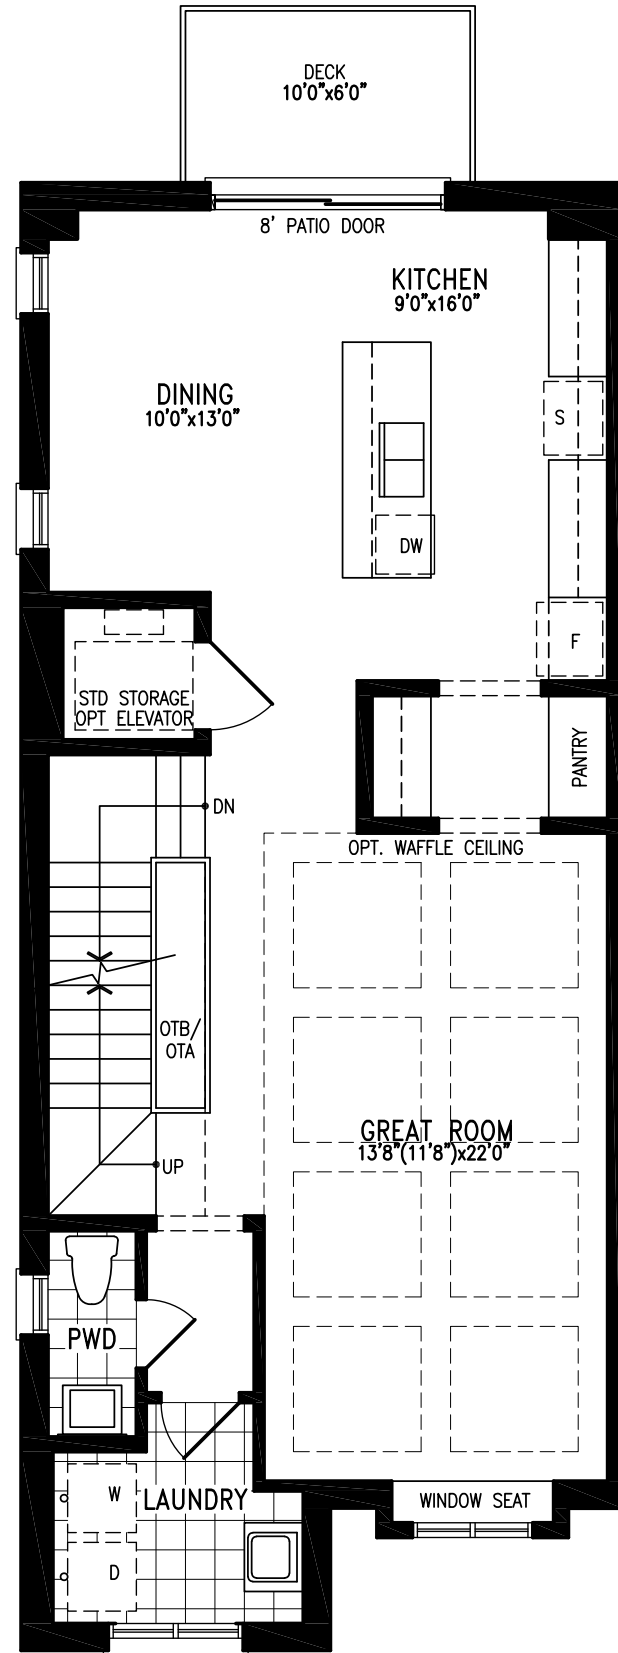 DECK
10'0"x6'0"
8' PATIO DOOR
KITCHEN
9'0"x16'0"
DINING
10'0"x13'0"
S
DW
F
STD STORAGE
OPT ELEVATOR
PANTRY
DN
OPT. WAFFLE CEILING
OTB/
OTA
GREAT ROOM
13'8"(11'8")x22'0"
UP
PWD
W
LAUNDRY
WINDOW SEAT
D